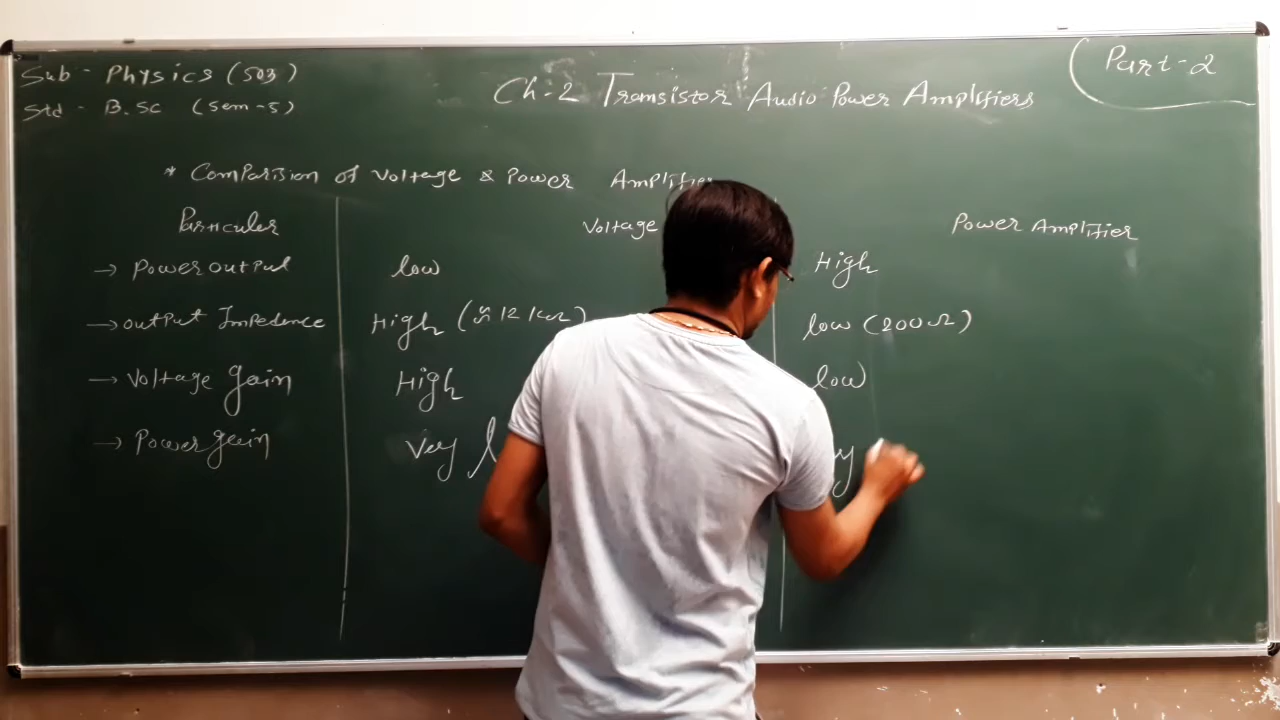 Sub - Physics (503)
Std - B.Sc (Sem-5)
Ch-2 Transistor Audio Power Amplifiers
Part-2
* Comparision of Voltage & Power Amplifier
Particuler Voltage Power Amplifier
→ Power output low High
→ output Impedence High (≈ 12 kΩ) low (200Ω)
→ Voltage gain High low
→ Power gain Very